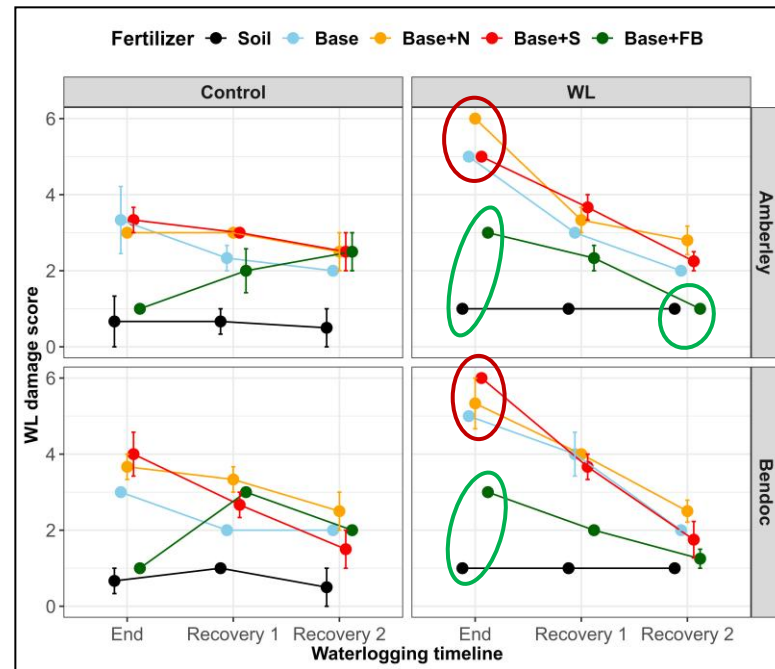 Fertilizer Soil Base Base+N Base+S Base+FB
Control WL
6
4
2
0
Amberley
6
4
2
0
Bendoc
WL damage score
End Recovery 1 Recovery 2 End Recovery 1 Recovery 2
Waterlogging timeline